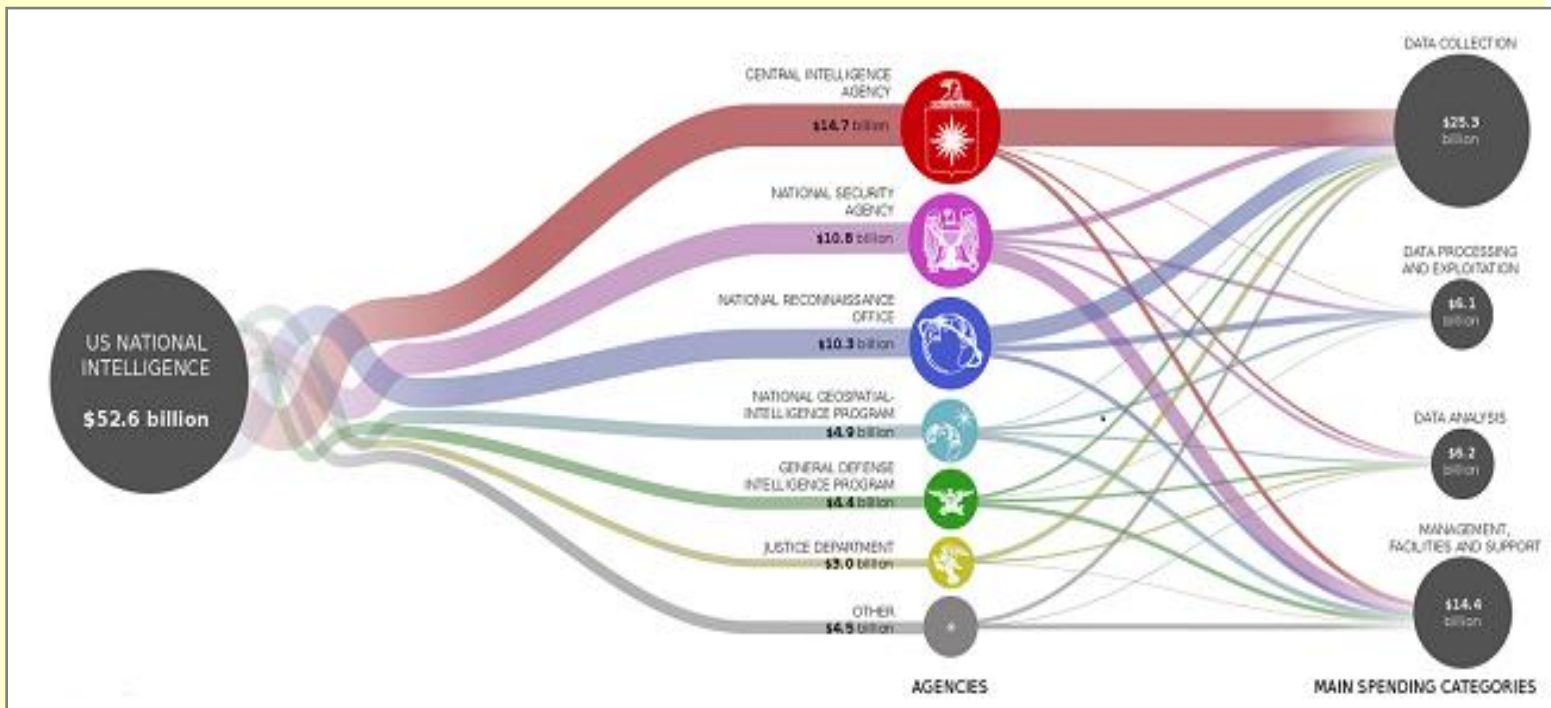 DATA COLLECTION
$25.3
billion
CENTRAL INTELLIGENCE
AGENCY
$14.7 billion
NATIONAL SECURITY
AGENCY
$10.8 billion
DATA PROCESSING
AND EXPLOITATION
$6.1
billion
NATIONAL RECONNAISSANCE
OFFICE
$10.3 billion
US NATIONAL
INTELLIGENCE
$52.6 billion
NATIONAL GEOSPATIAL-
INTELLIGENCE PROGRAM
$4.9 billion
DATA ANALYSIS
$6.2
billion
GENERAL DEFENSE
INTELLIGENCE PROGRAM
$4.4 billion
JUSTICE DEPARTMENT
$3.0 billion
MANAGEMENT,
FACILITIES AND SUPPORT
$14.4
billion
OTHER
$4.5 billion
AGENCIES
MAIN SPENDING CATEGORIES